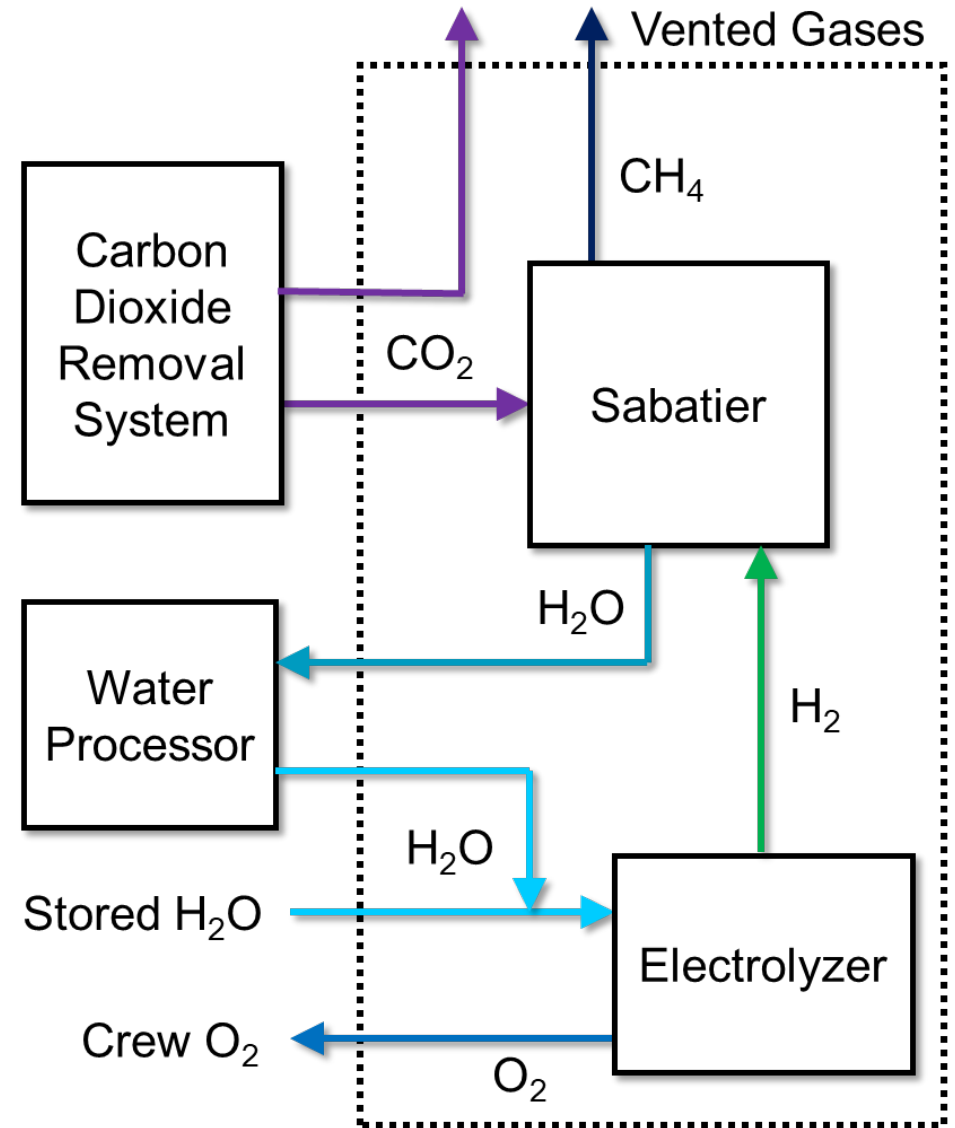 Vented Gases
CH₄
Carbon
Dioxide
Removal
System
CO₂
Sabatier
H₂O
Water
Processor
H₂
H₂O
Stored H₂O
Electrolyzer
Crew O₂
O₂